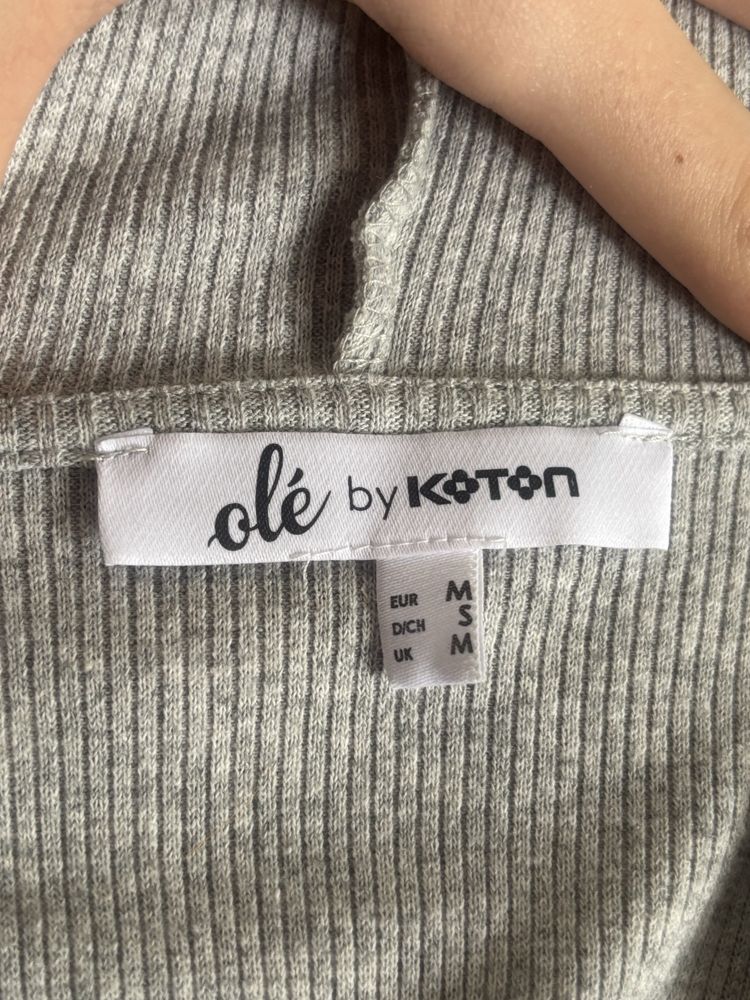 olé by KOTON
EUR M
D/CH S
UK M